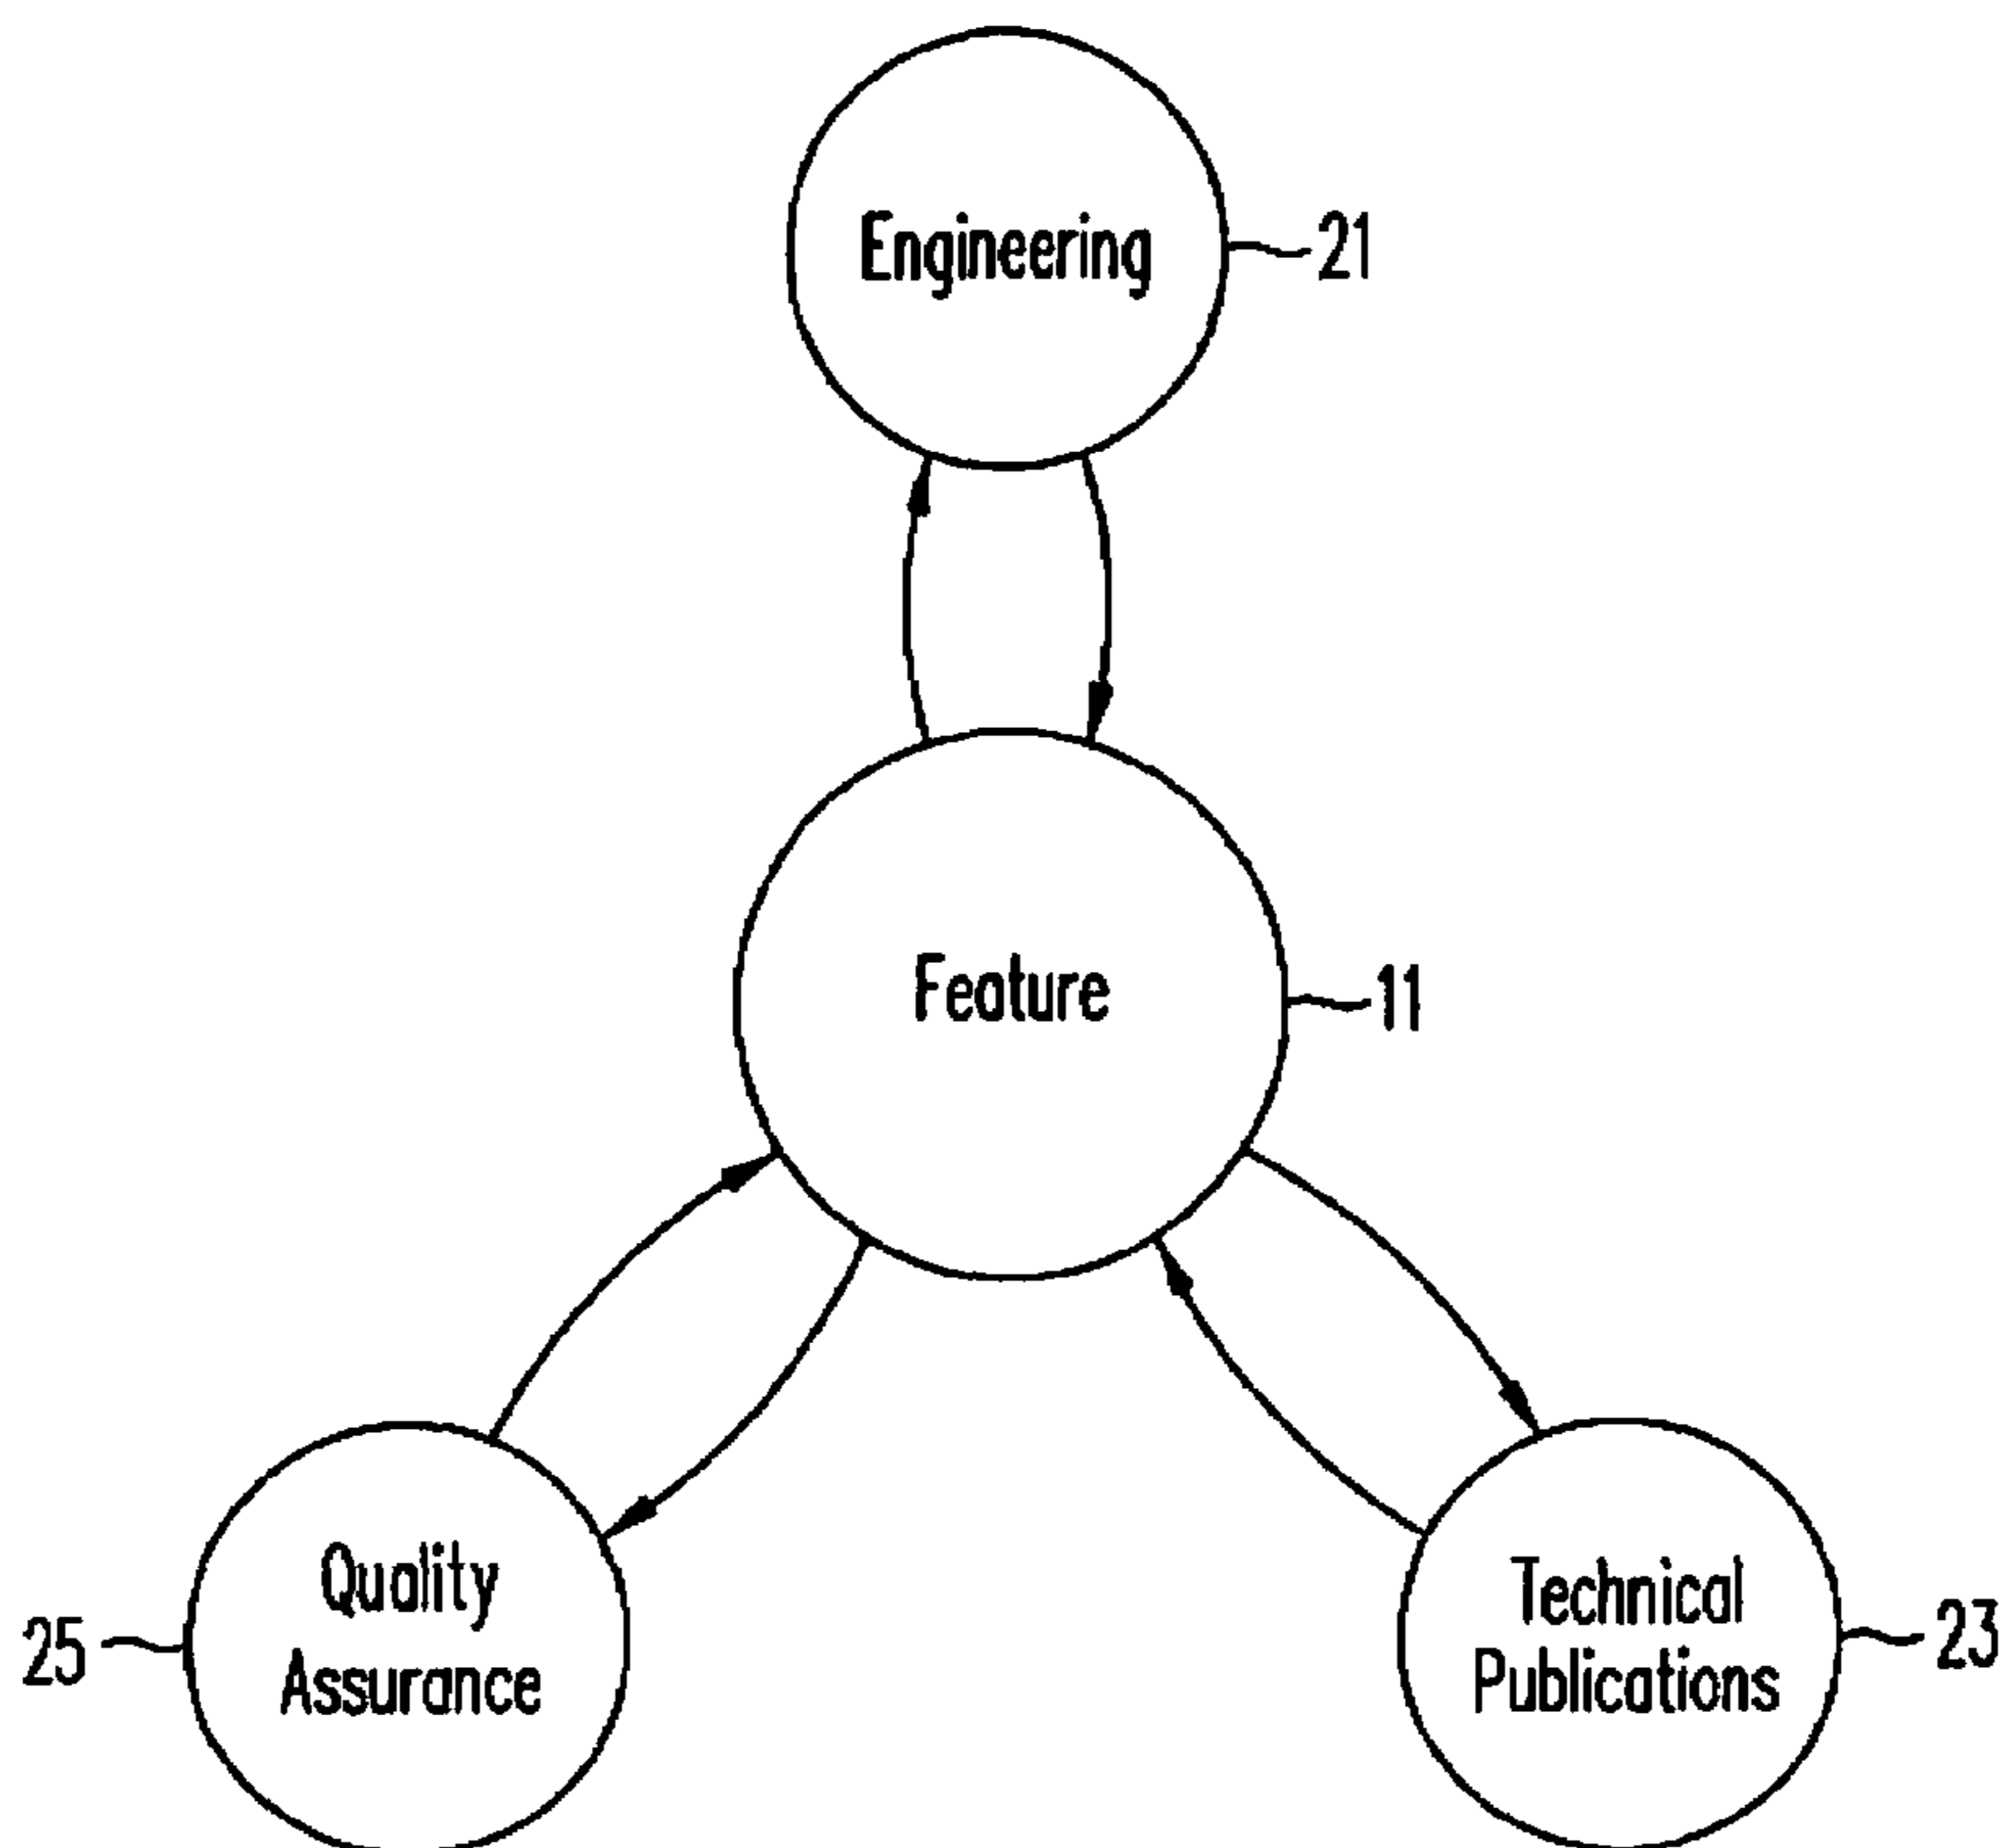 Engineering
21
Feature
11
Quality
Assurance
25
Technical
Publications
23